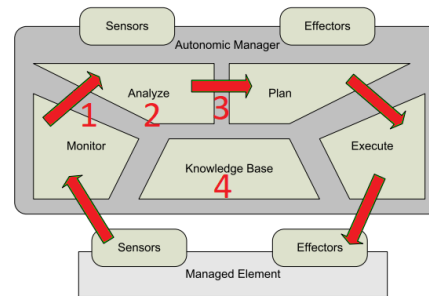 Sensors
Effectors
Autonomic Manager
Analyze
Plan
1
2
3
Monitor
Execute
Knowledge Base
4
Sensors
Effectors
Managed Element